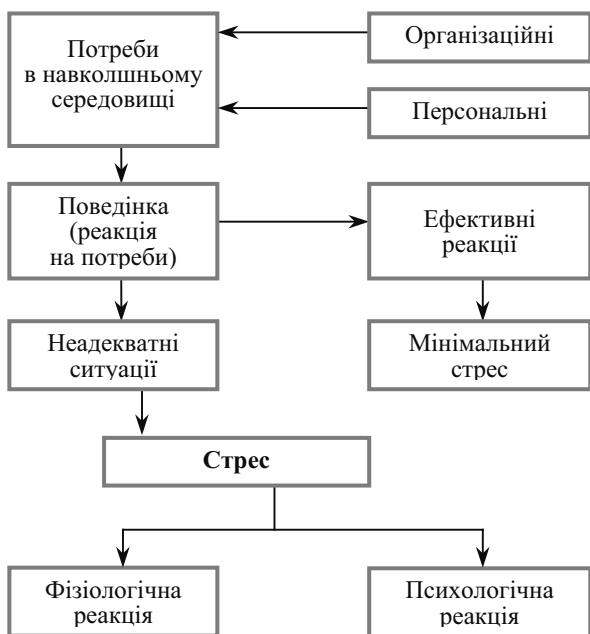 Потреби
в навколшньому
середовищі
Організаційні
Персональні
Поведінка
(реакція
на потреби)
Ефективні
реакції
Неадекватні
ситуації
Мінімальний
стрес
Стрес
Фізіологічна
реакція
Психологічна
реакція